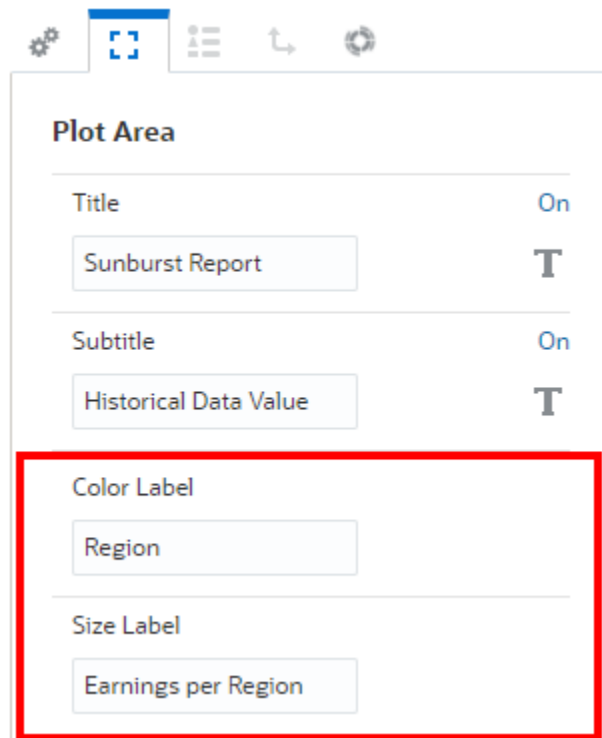 Plot Area
Title On
Sunburst Report T
Subtitle On
Historical Data Value T
Color Label
Region
Size Label
Earnings per Region